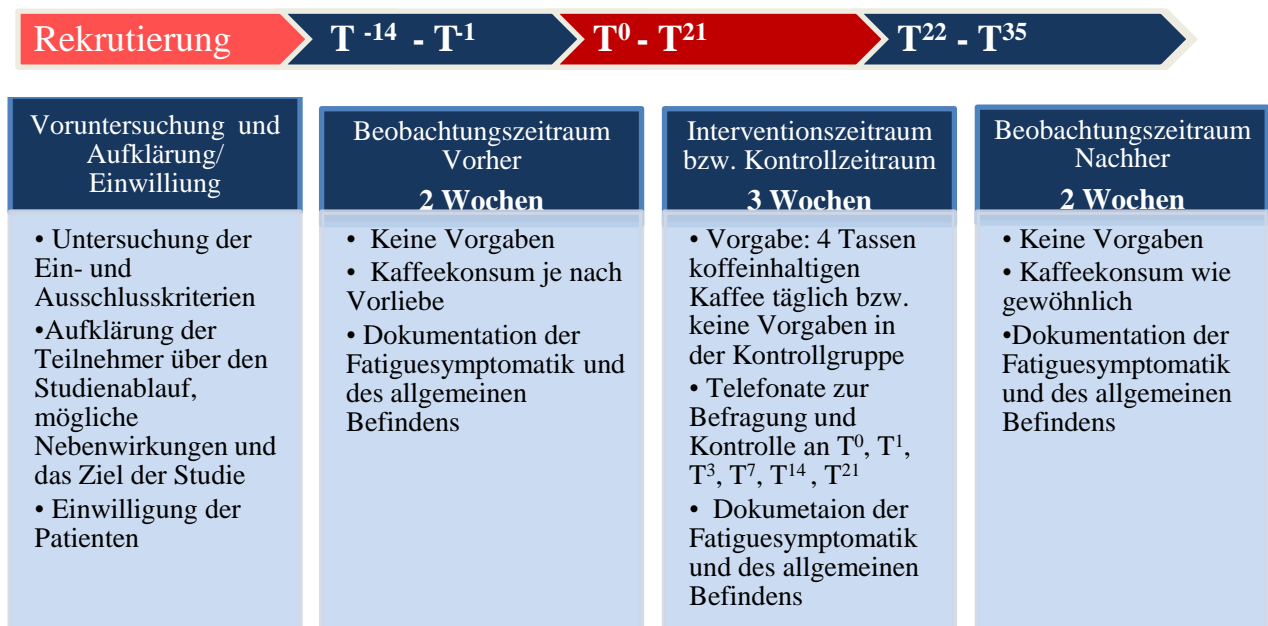 Rekrutierung
T⁻¹⁴ - T⁻¹
T⁰ - T²¹
T²² - T³⁵
Voruntersuchung und
Aufklärung/
Einwilliung
• Untersuchung der
Ein- und
Ausschlusskriterien
•Aufklärung der
Teilnehmer über den
Studienablauf,
mögliche
Nebenwirkungen und
das Ziel der Studie
• Einwilligung der
Patienten
Beobachtungszeitraum
Vorher
2 Wochen
• Keine Vorgaben
• Kaffeekonsum je nach
Vorliebe
• Dokumentation der
Fatiguesymptomatik und
des allgemeinen
Befindens
Interventionszeitraum
bzw. Kontrollzeitraum
3 Wochen
• Vorgabe: 4 Tassen
koffeinhaltigen
Kaffee täglich bzw.
keine Vorgaben in
der Kontrollgruppe
• Telefonate zur
Befragung und
Kontrolle an T⁰, T¹,
T³, T⁷, T¹⁴ , T²¹
• Dokumetaion der
Fatiguesymptomatik
und des allgemeinen
Befindens
Beobachtungszeitraum
Nachher
2 Wochen
• Keine Vorgaben
• Kaffeekonsum wie
gewöhnlich
•Dokumentation der
Fatiguesymptomatik
und des allgemeinen
Befindens